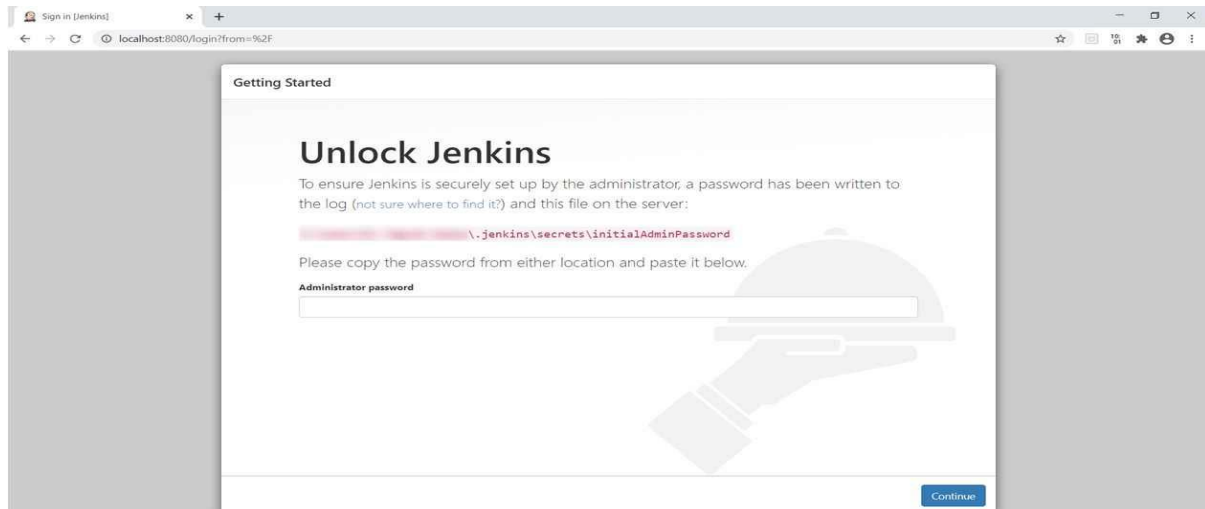 Sign in [Jenkins]
localhost:8080/login?from=%2F
10
01
Getting Started
Unlock Jenkins
To ensure Jenkins is securely set up by the administrator, a password has been written to
the log (not sure where to find it?) and this file on the server:
\.jenkins\secrets\initialAdminPassword
Please copy the password from either location and paste it below.
Administrator password
Continue